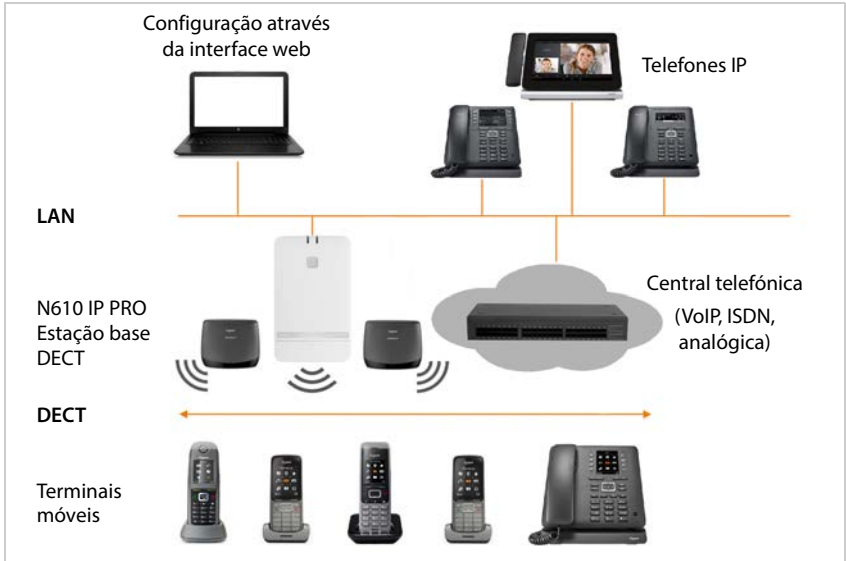 Configuração através
da interface web
Telefones IP
LAN
N610 IP PRO
Estação base
DECT
Central telefónica
(VoIP, ISDN,
analógica)
DECT
Terminais
móveis